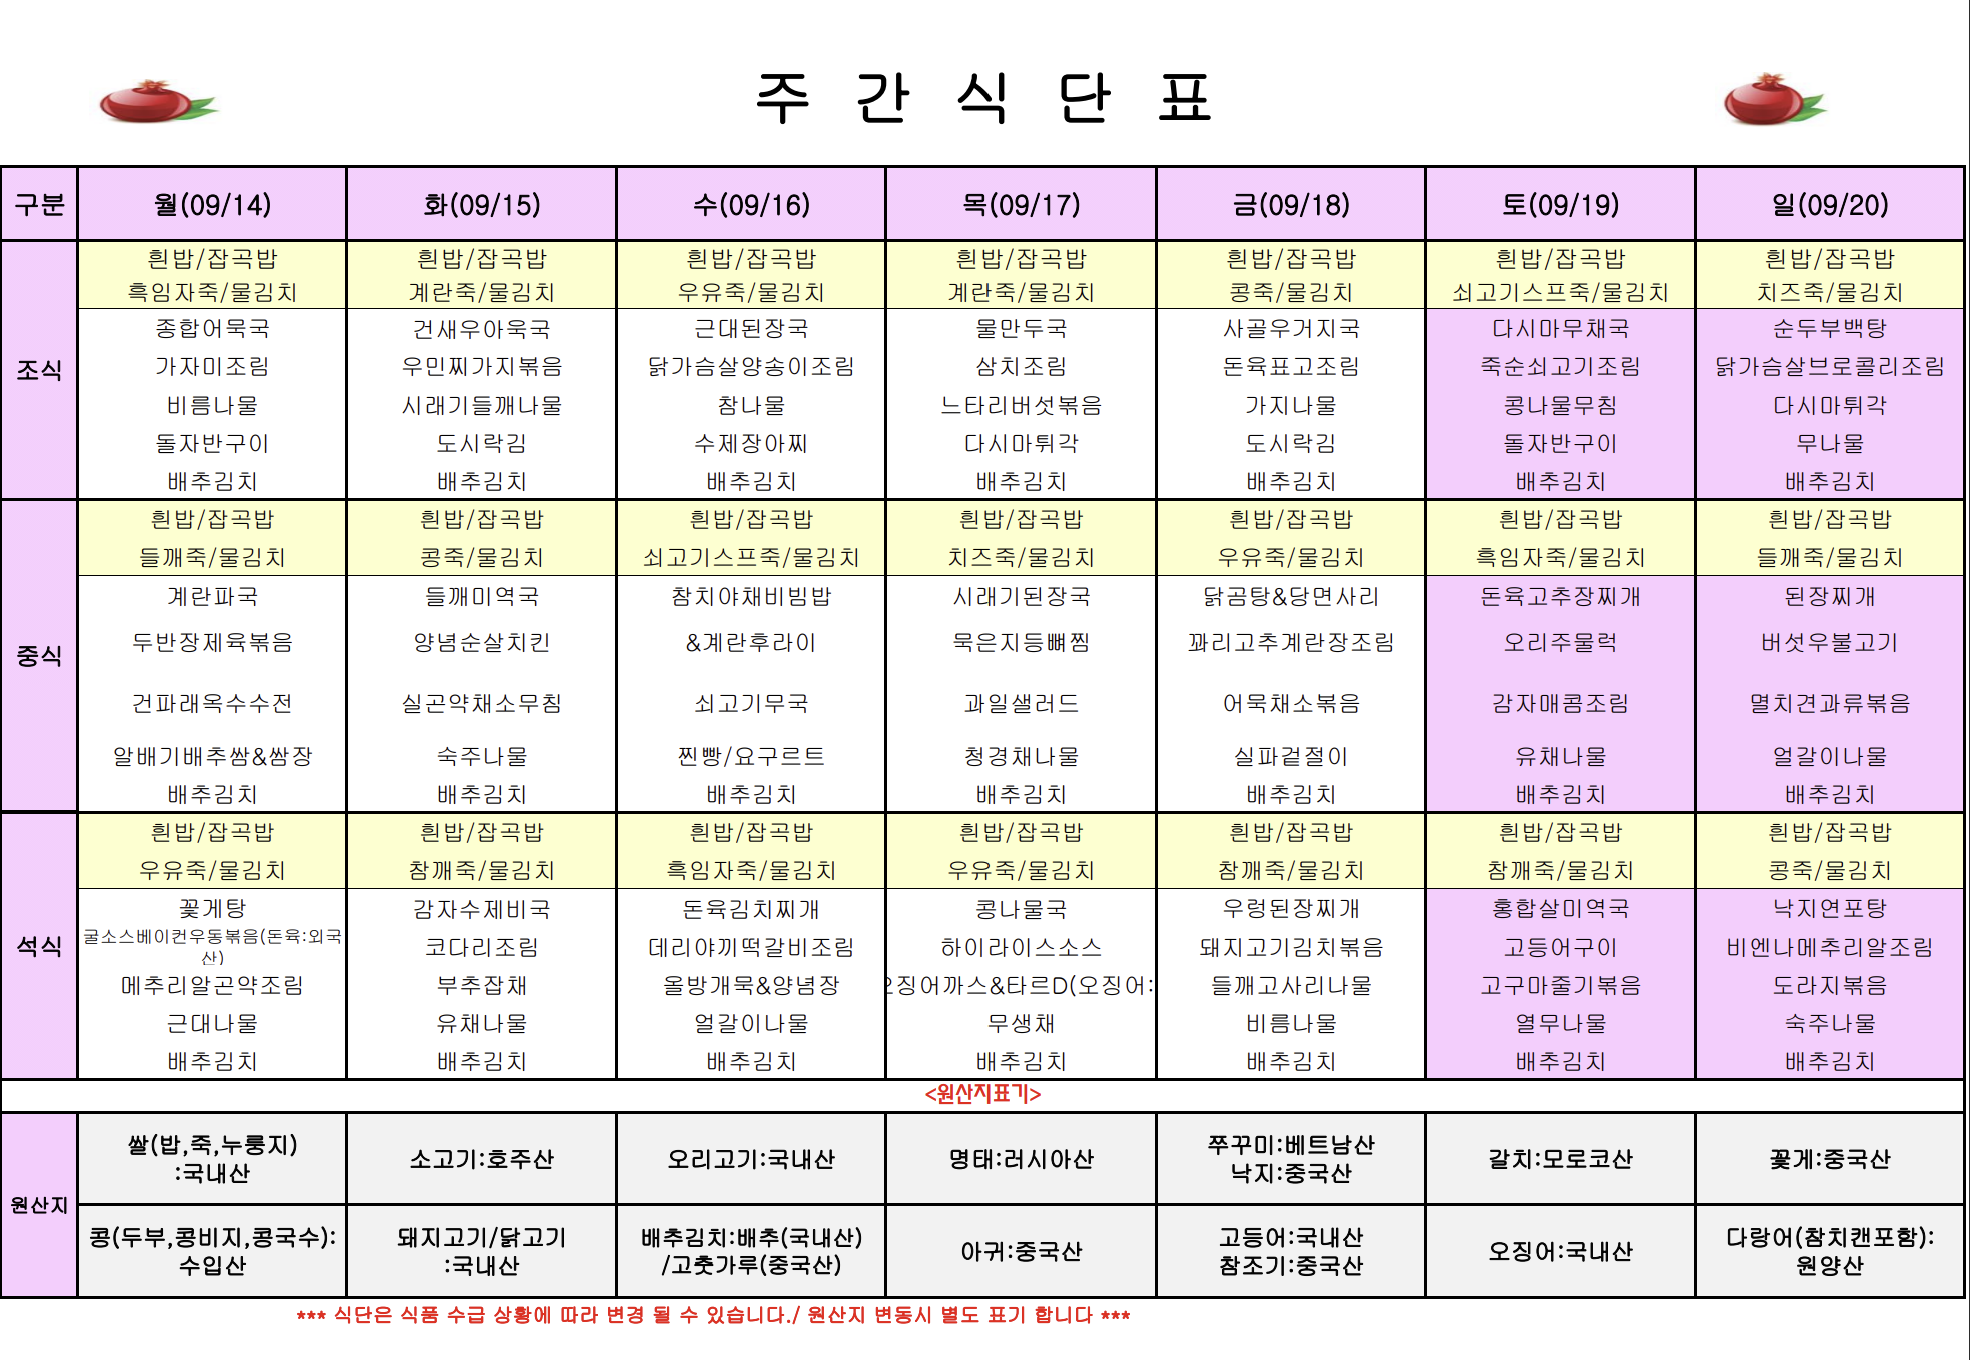 주 간 식 단 표
구분 월(09/14) 화(09/15) 수(09/16) 목(09/17) 금(09/18) 토(09/19) 일(09/20)
조식
흰밥/잡곡밥 흰밥/잡곡밥 흰밥/잡곡밥 흰밥/잡곡밥 흰밥/잡곡밥 흰밥/잡곡밥 흰밥/잡곡밥
흑임자죽/물김치 계란죽/물김치 우유죽/물김치 계란죽/물김치 콩죽/물김치 쇠고기스프죽/물김치 치즈죽/물김치
종합어묵국 건새우아욱국 근대된장국 물만두국 사골우거지국 다시마무채국 순두부백탕
가자미조림 우민찌가지볶음 닭가슴살양송이조림 삼치조림 돈육표고조림 죽순쇠고기조림 닭가슴살브로콜리조림
비름나물 시래기들깨나물 참나물 느타리버섯볶음 가지나물 콩나물무침 다시마튀각
돌자반구이 도시락김 수제장아찌 다시마튀각 도시락김 돌자반구이 무나물
배추김치 배추김치 배추김치 배추김치 배추김치 배추김치 배추김치
중식
흰밥/잡곡밥 흰밥/잡곡밥 흰밥/잡곡밥 흰밥/잡곡밥 흰밥/잡곡밥 흰밥/잡곡밥 흰밥/잡곡밥
들깨죽/물김치 콩죽/물김치 쇠고기스프죽/물김치 치즈죽/물김치 우유죽/물김치 흑임자죽/물김치 들깨죽/물김치
계란파국 들깨미역국 참치야채비빔밥 시래기된장국 닭곰탕&당면사리 돈육고추장찌개 된장찌개
두반장제육볶음 양념순살치킨 &계란후라이 묵은지등뼈찜 꽈리고추계란장조림 오리주물럭 버섯우불고기
건파래옥수수전 실곤약채소무침 쇠고기무국 과일샐러드 어묵채소볶음 감자매콤조림 멸치견과류볶음
알배기배추쌈&쌈장 숙주나물 찐빵/요구르트 청경채나물 실파겉절이 유채나물 얼갈이나물
배추김치 배추김치 배추김치 배추김치 배추김치 배추김치 배추김치
석식
흰밥/잡곡밥 흰밥/잡곡밥 흰밥/잡곡밥 흰밥/잡곡밥 흰밥/잡곡밥 흰밥/잡곡밥 흰밥/잡곡밥
우유죽/물김치 참깨죽/물김치 흑임자죽/물김치 우유죽/물김치 참깨죽/물김치 참깨죽/물김치 콩죽/물김치
꽃게탕 감자수제비국 돈육김치찌개 콩나물국 우렁된장찌개 홍합살미역국 낙지연포탕
굴소스베이컨우동볶음(돈육:외국
산) 코다리조림 데리야끼떡갈비조림 하이라이스소스 돼지고기김치볶음 고등어구이 비엔나메추리알조림
메추리알곤약조림 부추잡채 올방개묵&양념장 오징어까스&타르D(오징어: 들깨고사리나물 고구마줄기볶음 도라지볶음
근대나물 유채나물 얼갈이나물 무생채 비름나물 열무나물 숙주나물
배추김치 배추김치 배추김치 배추김치 배추김치 배추김치 배추김치
<원산지표기>
원산지
쌀(밥,죽,누룽지)
:국내산
소고기:호주산
오리고기:국내산
명태:러시아산
쭈꾸미:베트남산
낙지:중국산
갈치:모로코산
꽃게:중국산
콩(두부,콩비지,콩국수):
수입산
돼지고기/닭고기
:국내산
배추김치:배추(국내산)
/고춧가루(중국산)
아귀:중국산
고등어:국내산
참조기:중국산
오징어:국내산
다랑어(참치캔포함):
원양산
*** 식단은 식품 수급 상황에 따라 변경 될 수 있습니다./ 원산지 변동시 별도 표기 합니다 ***